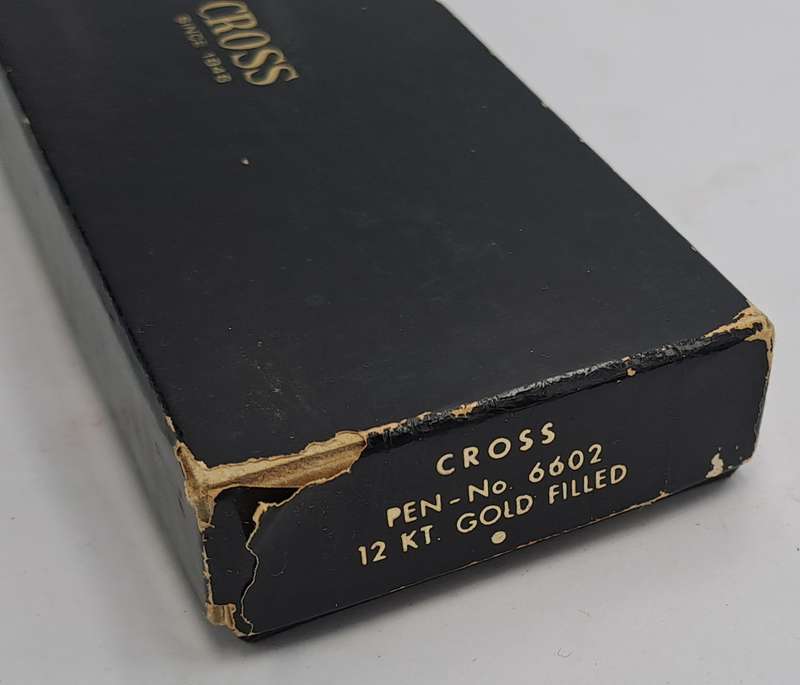 CROSS
SINCE 1846
CROSS
PEN-No. 6602
12 KT. GOLD FILLED